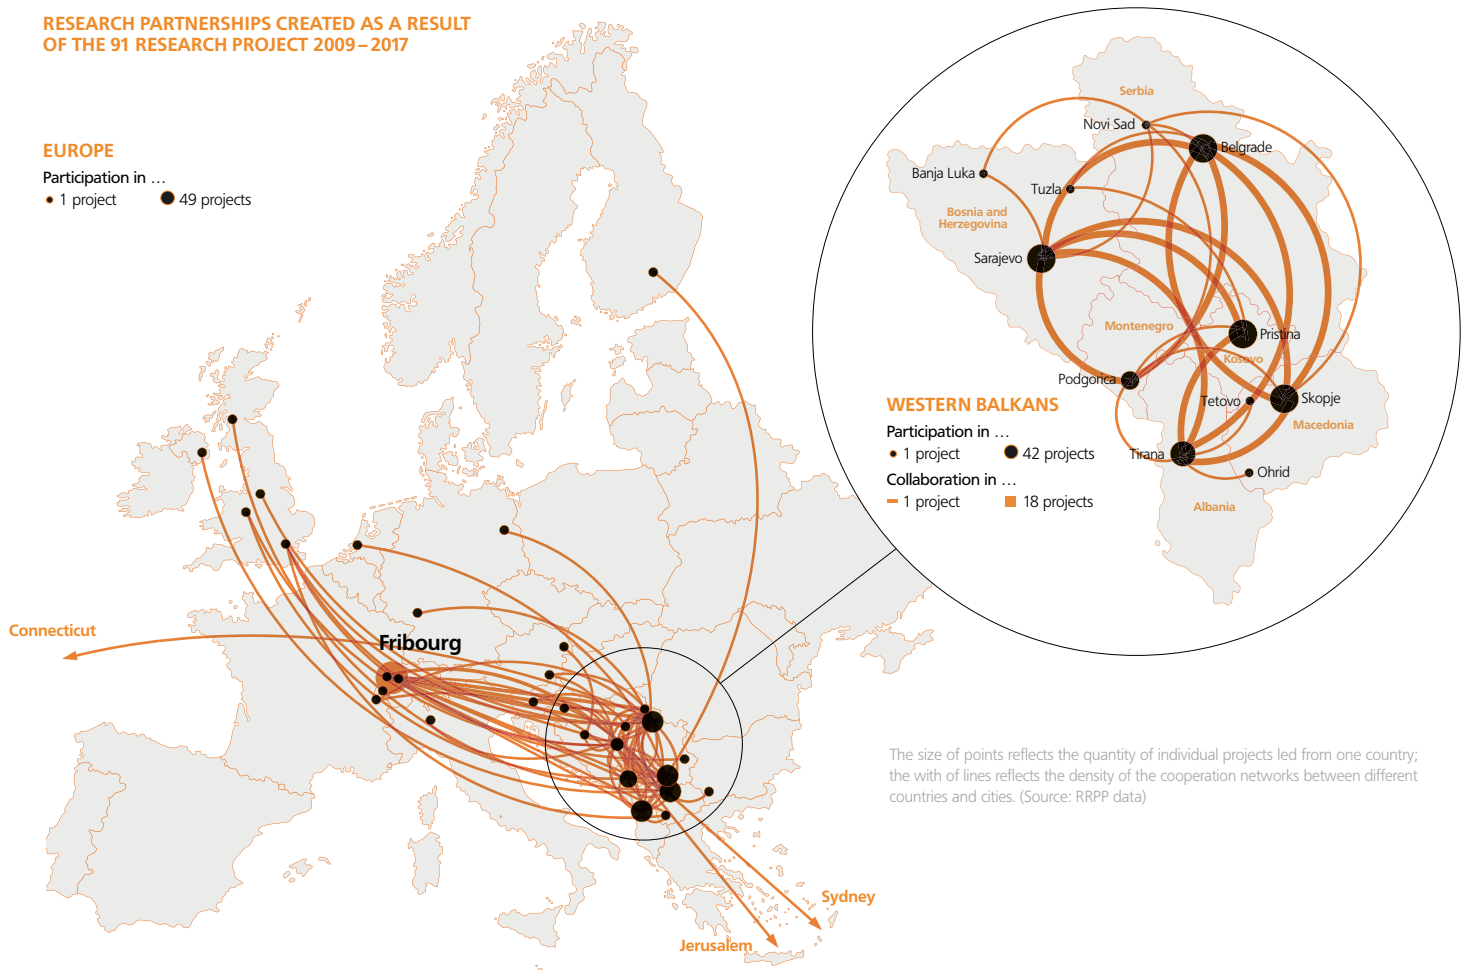 RESEARCH PARTNERSHIPS CREATED AS A RESULT
OF THE 91 RESEARCH PROJECT 2009 – 2017
EUROPE
Participation in …
1 project
49 projects
Connecticut
Fribourg
Sydney
Jerusalem
Serbia
Novi Sad
Belgrade
Banja Luka
Tuzla
Bosnia and
Herzegovina
Sarajevo
Montenegro
Pristina
Kosovo
Podgorica
Tetovo
Skopje
Macedonia
Tirana
Ohrid
Albania
WESTERN BALKANS
Participation in …
1 project
42 projects
Collaboration in …
1 project
18 projects
The size of points reflects the quantity of individual projects led from one country;
the with of lines reflects the density of the cooperation networks between different
countries and cities. (Source: RRPP data)